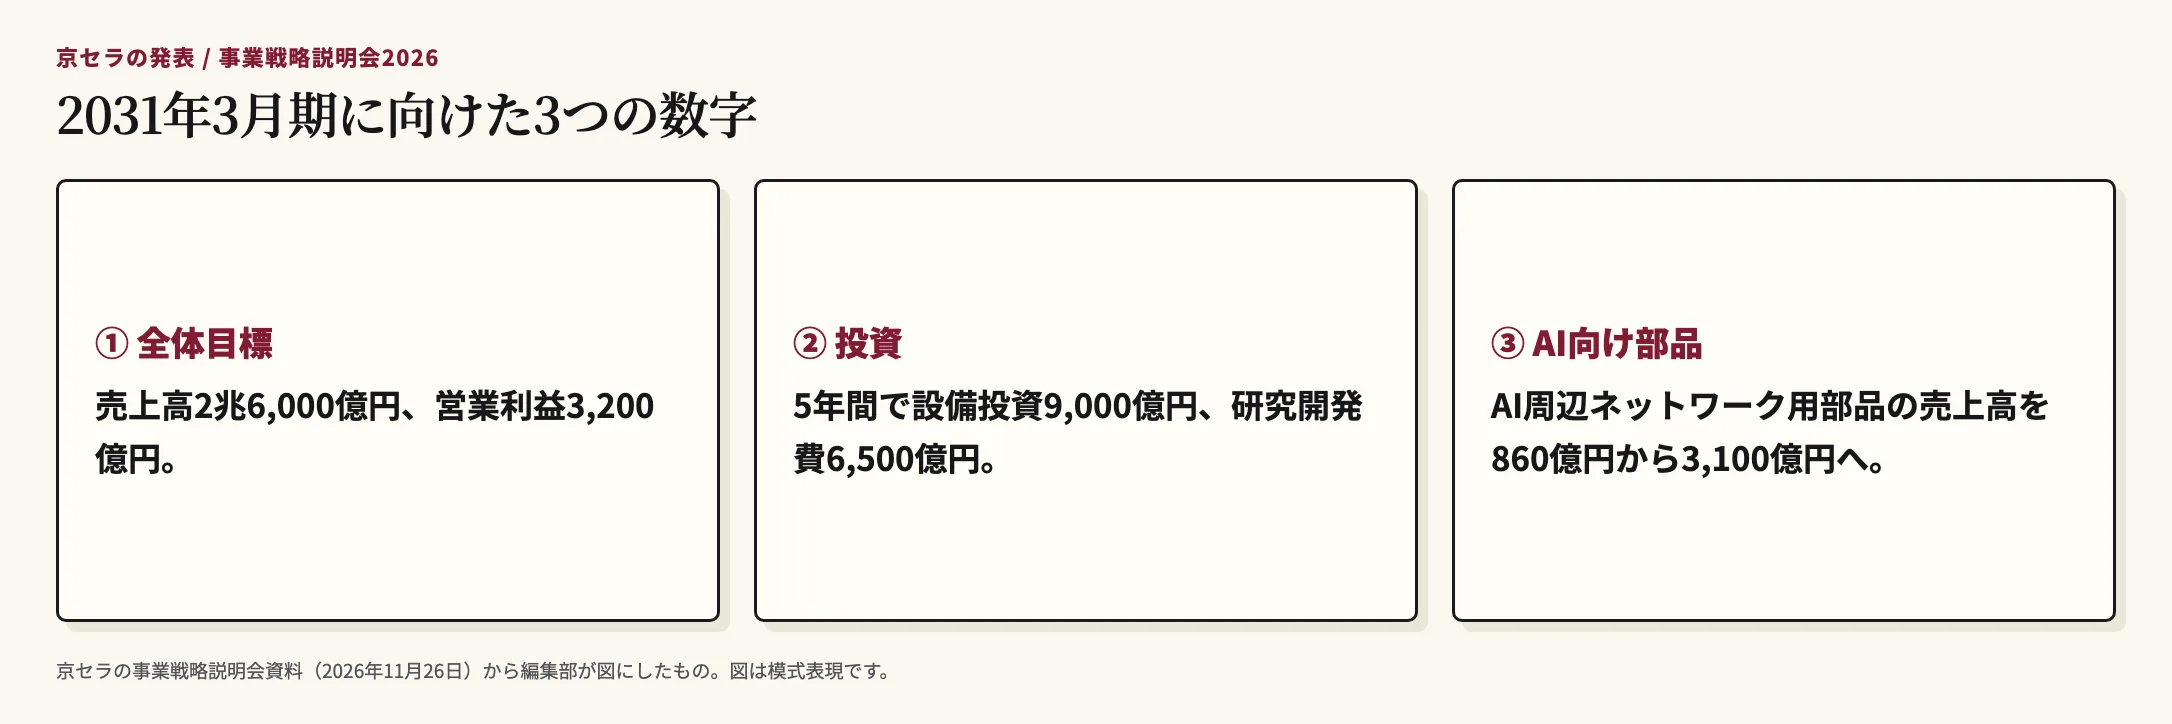 京セラの発表 / 事業戦略説明会2026
2031年3月期に向けた3つの数字
① 全体目標
売上高2兆6,000億円、営業利益3,200
億円。
② 投資
5年間で設備投資9,000億円、研究開発
費6,500億円。
③ AI向け部品
AI周辺ネットワーク用部品の売上高を
860億円から3,100億円へ。
京セラの事業戦略説明会資料（2026年11月26日）から編集部が図にしたもの。図は模式表現です。